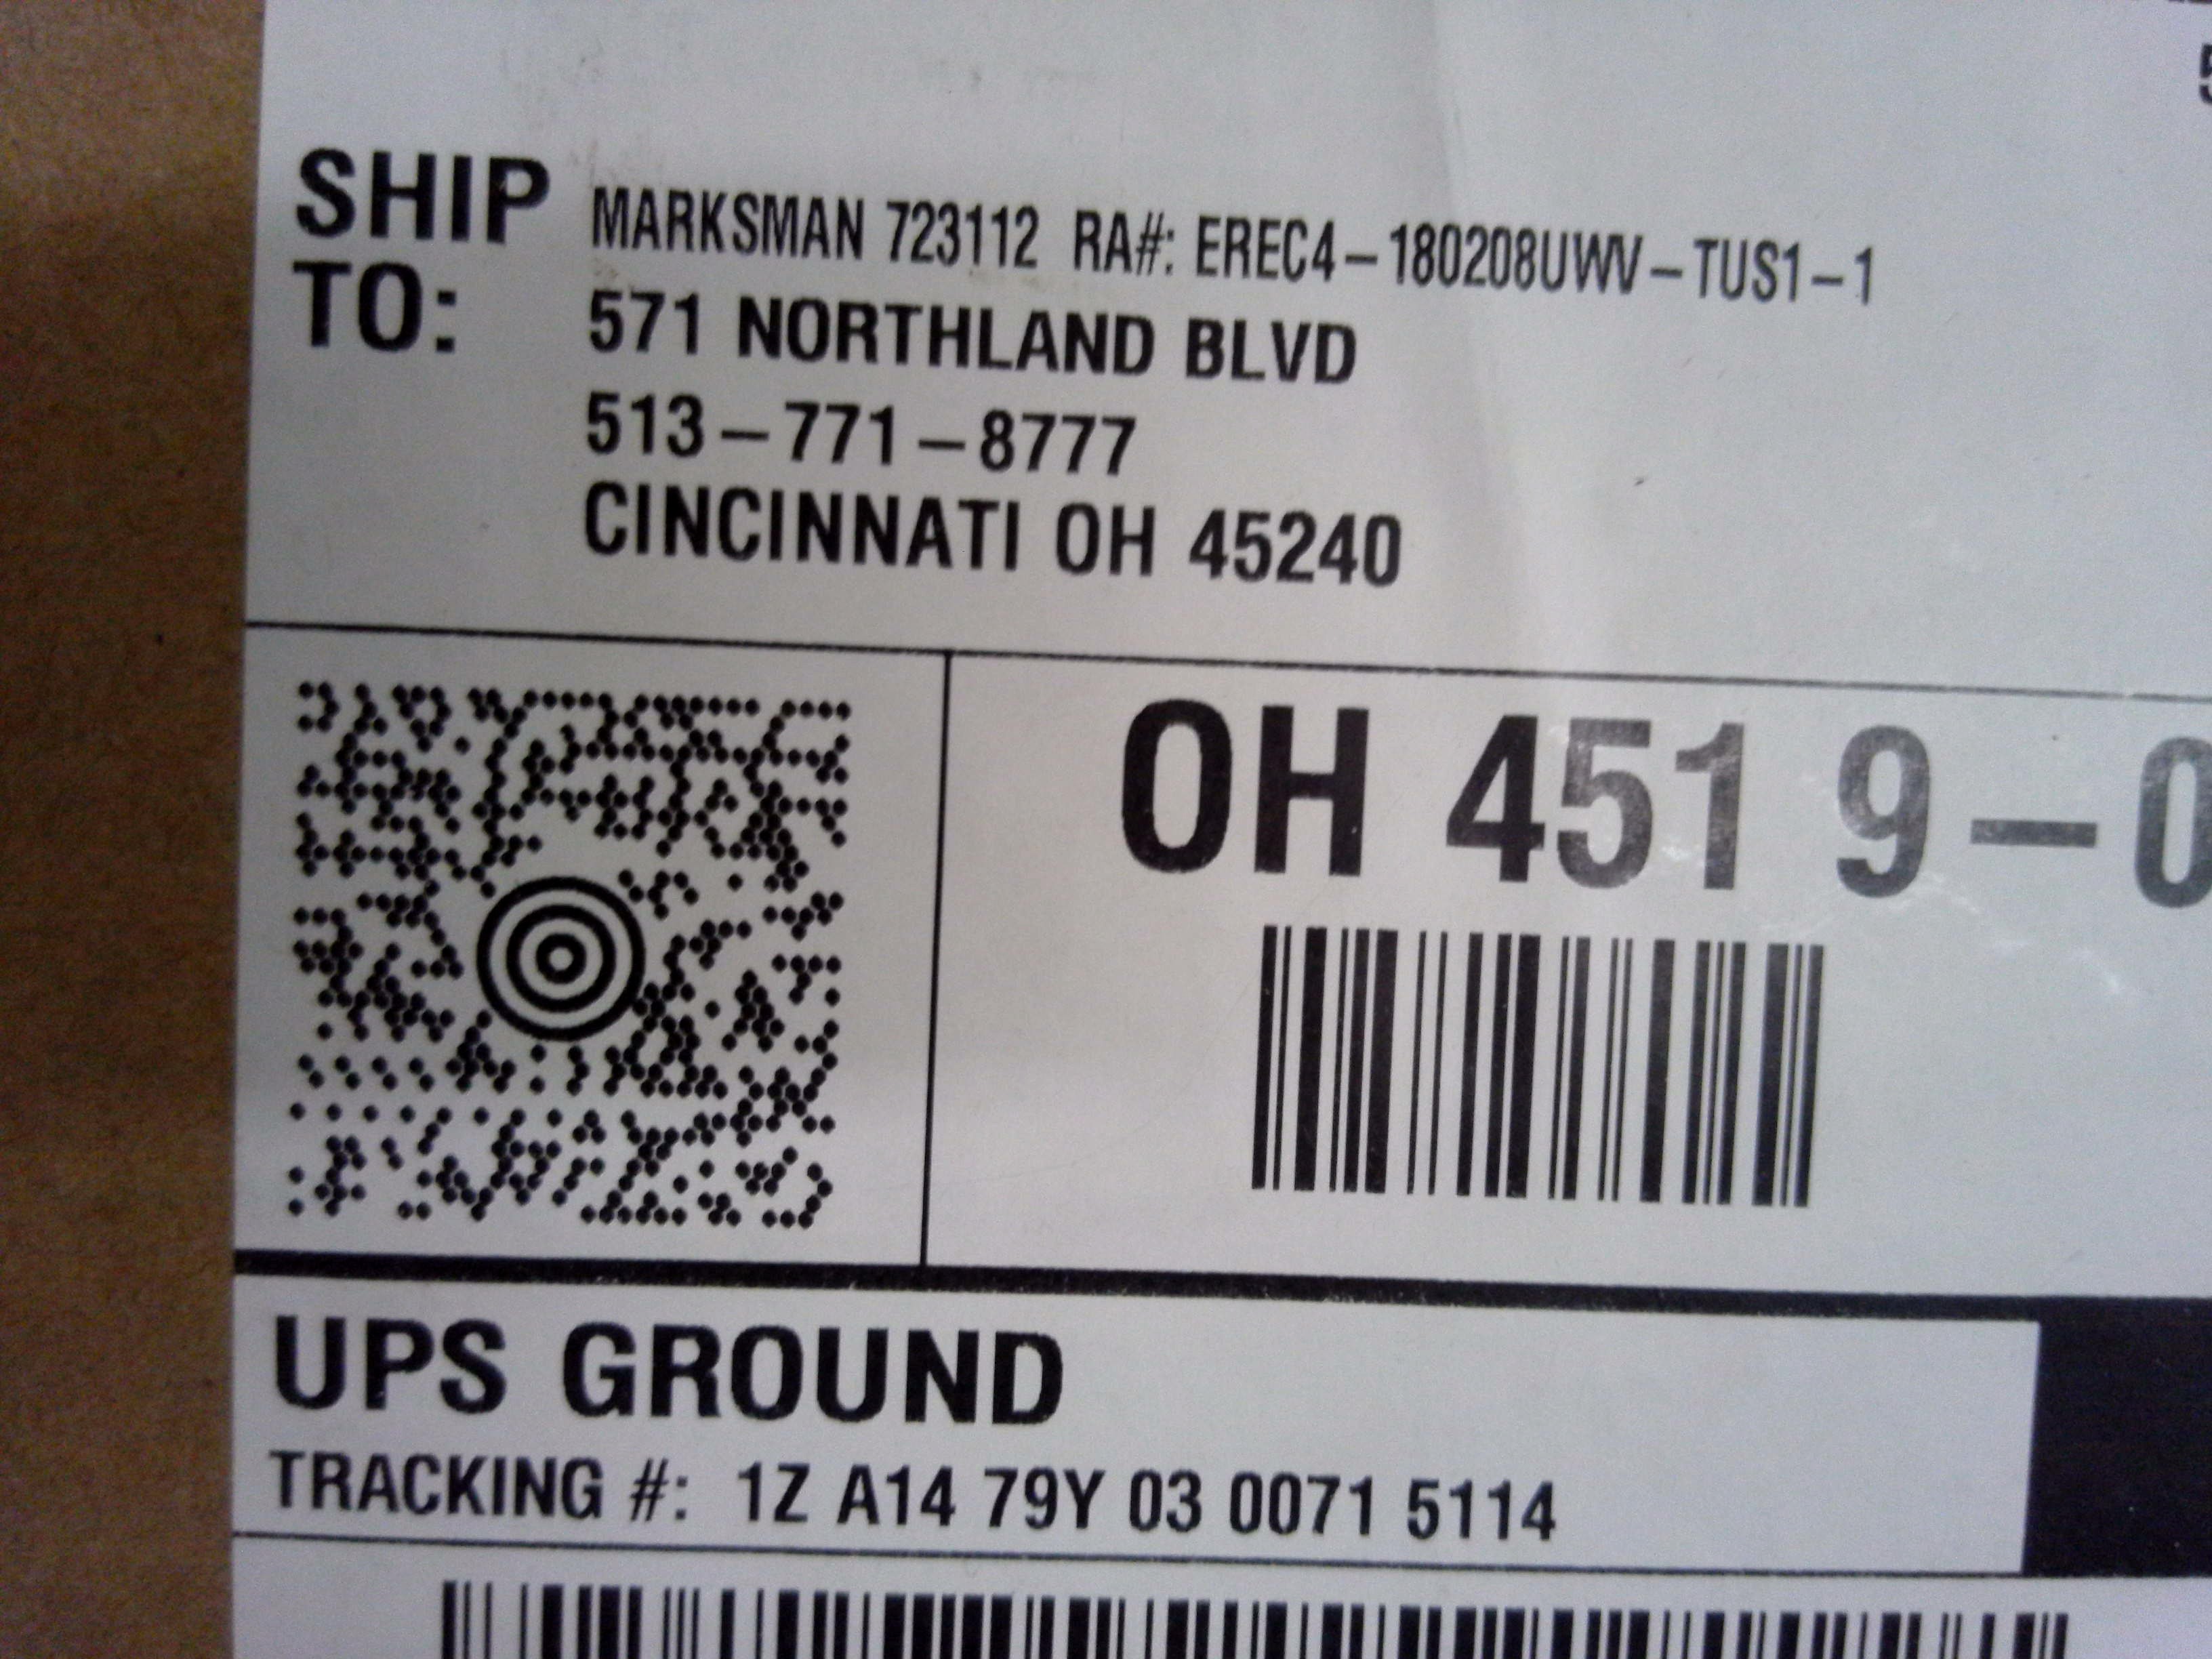 SHIP TO:
MARKSMAN 723112 RA#: EREC4-180208UWV-TUS1-1
571 NORTHLAND BLVD
513-771-8777
CINCINNATI OH 45240
OH 451 9-0
UPS GROUND
TRACKING #: 1Z A14 79Y 03 0071 5114